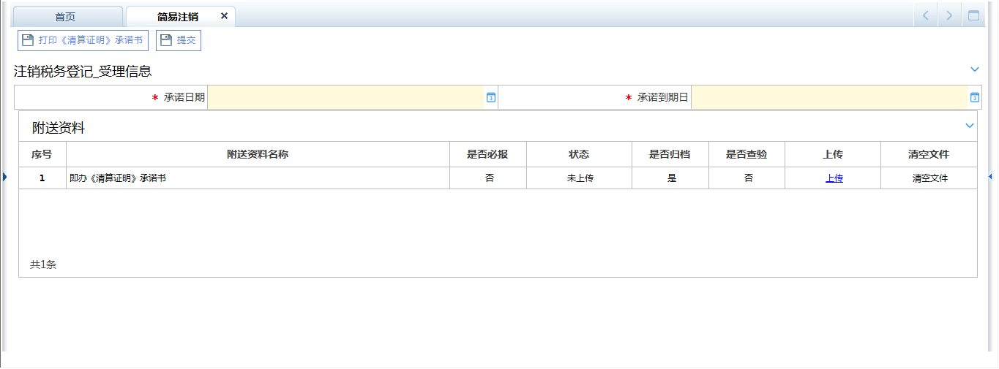 首页 简易注销
打印《清算证明》承诺书 提交
注销税务登记_受理信息
* 承诺日期 * 承诺到期日
附送资料
序号 附送资料名称 是否必报 状态 是否归档 是否查验 上传 清空文件
1 即办《清算证明》承诺书 否 未上传 是 否 上传 清空文件
共1条